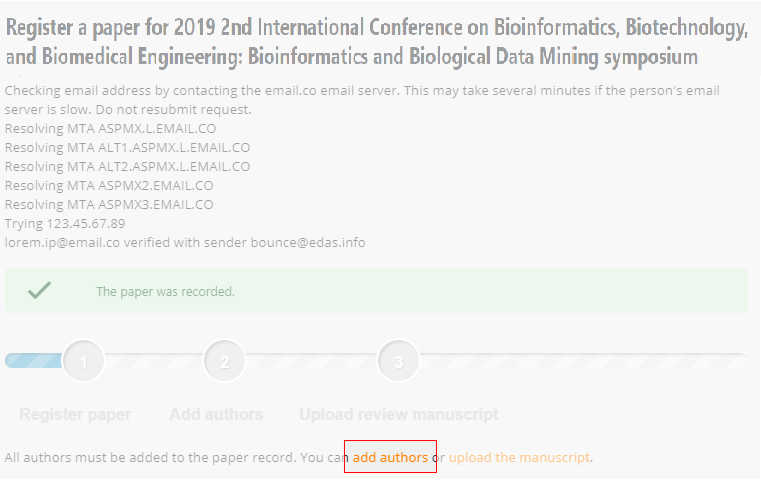 Register a paper for 2019 2nd International Conference on Bioinformatics, Biotechnology,
and Biomedical Engineering: Bioinformatics and Biological Data Mining symposium
Checking email address by contacting the email.co email server. This may take several minutes if the person's email
server is slow. Do not resubmit request.
Resolving MTA ASPMX.L.EMAIL.CO
Resolving MTA ALT1.ASPMX.L.EMAIL.CO
Resolving MTA ALT2.ASPMX.L.EMAIL.CO
Resolving MTA ASPMX2.EMAIL.CO
Resolving MTA ASPMX3.EMAIL.CO
Trying 123.45.67.89
lorem.ip@email.co verified with sender bounce@edas.info
The paper was recorded.
1 2 3
Register paper Add authors Upload review manuscript
All authors must be added to the paper record. You can add authors or upload the manuscript.